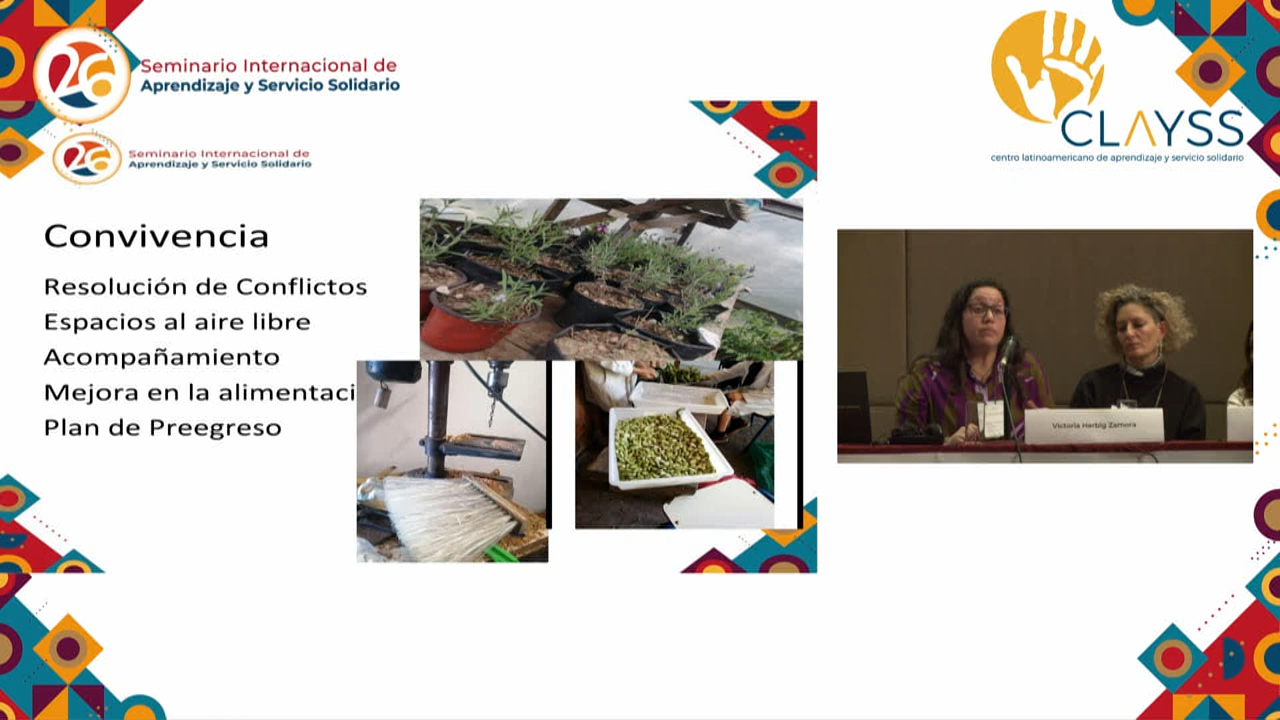 26
Seminario Internacional de
Aprendizaje y Servicio Solidario
26
Seminario Internacional de
Aprendizaje y Servicio Solidario
CLAYSS
centro latinoamericano de aprendizaje y servicio solidario
Convivencia
Resolución de Conflictos
Espacios al aire libre
Acompañamiento
Mejora en la alimentaci
Plan de Preegreso
Victoria Herbig Zamora